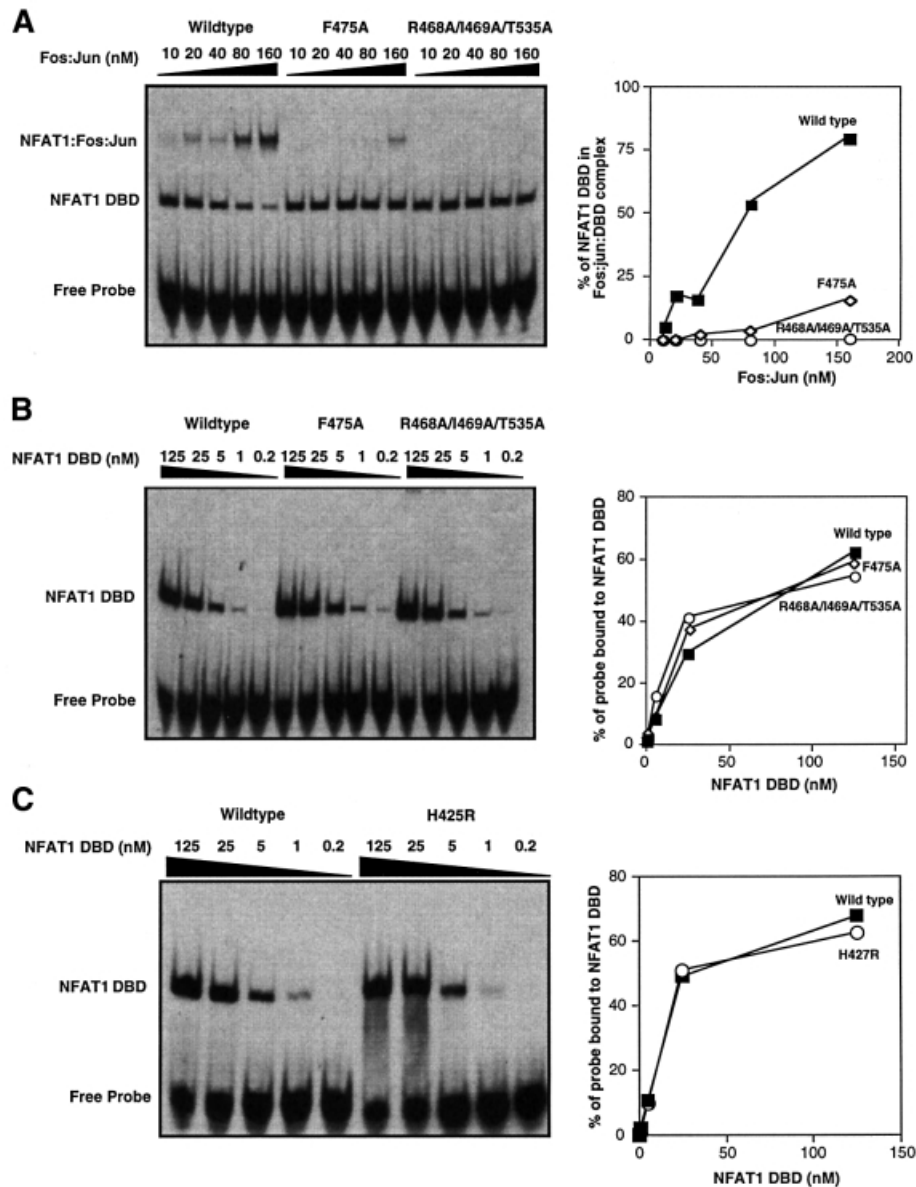 A
Wildtype F475A R468A/I469A/T535A
Fos:Jun (nM) 10 20 40 80 160 10 20 40 80 160 10 20 40 80 160
NFAT1:Fos:Jun
NFAT1 DBD
Free Probe
% of NFAT1 DBD in
Fos:jun:DBD complex
100
75
50
25
0
Wild type
F475A
R468A/I469A/T535A
0 50 100 150 200
Fos:Jun (nM)
B
Wildtype F475A R468A/I469A/T535A
NFAT1 DBD (nM) 125 25 5 1 0.2 125 25 5 1 0.2 125 25 5 1 0.2
NFAT1 DBD
Free Probe
% of probe bound to NFAT1 DBD
80
60
40
20
0
Wild type
F475A
R468A/I469A/T535A
0 50 100 150
NFAT1 DBD (nM)
C
Wildtype H425R
NFAT1 DBD (nM) 125 25 5 1 0.2 125 25 5 1 0.2
NFAT1 DBD
Free Probe
% of probe bound to NFAT1 DBD
80
60
40
20
0
Wild type
H427R
0 50 100 150
NFAT1 DBD (nM)